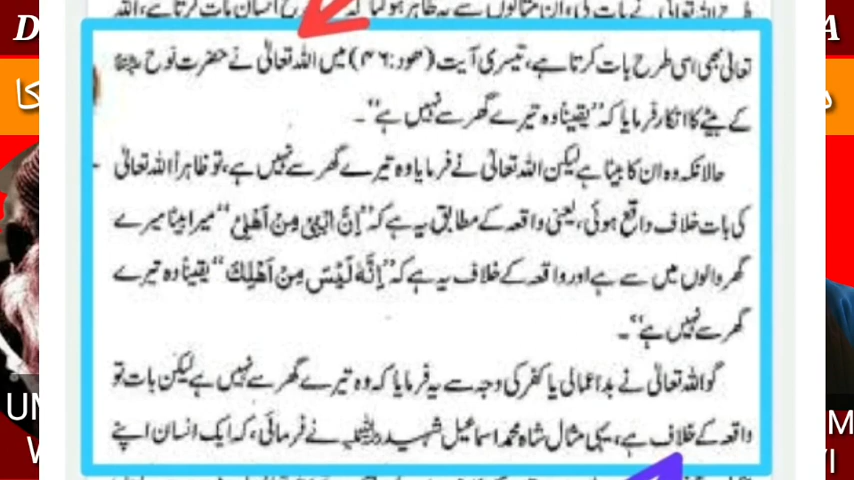 D
A
کا
تعالیٰ بھی اسی طرح بات کرتا ہے، تیسری آیت (ھود:۴۶) میں اللہ تعالیٰ نے حضرت نوح علیہ السلام
کے بیٹے کا انکار فرمایا کہ ”یقیناً وہ تیرے گھر سے نہیں ہے“۔
حالانکہ وہ ان کا بیٹا ہے لیکن اللہ تعالیٰ نے فرمایا وہ تیرے گھر سے نہیں ہے، تو ظاہراً اللہ تعالیٰ
کی بات خلاف واقع ہوئی، یعنی واقعہ کے مطابق یہ ہے کہ ”اِنَّ ابْنِیْ مِنْ اَھْلِیْ“ میرا بیٹا میرے
گھر والوں میں سے ہے اور واقعہ کے خلاف یہ ہے کہ ”اِنَّهٗ لَيْسَ مِنْ اَهْلِكَ“ یقیناً وہ تیرے
گھر سے نہیں ہے“۔
گو اللہ تعالیٰ نے بداعمالی یا کفر کی وجہ سے یہ فرمایا کہ وہ تیرے گھر سے نہیں ہے لیکن بات تو
واقعہ کے خلاف ہے، یہی مثال شاہ محمد اسماعیل شہید رحمہ اللہ نے فرمائی، کہ ایک انسان اپنے
UM
M
W
VI